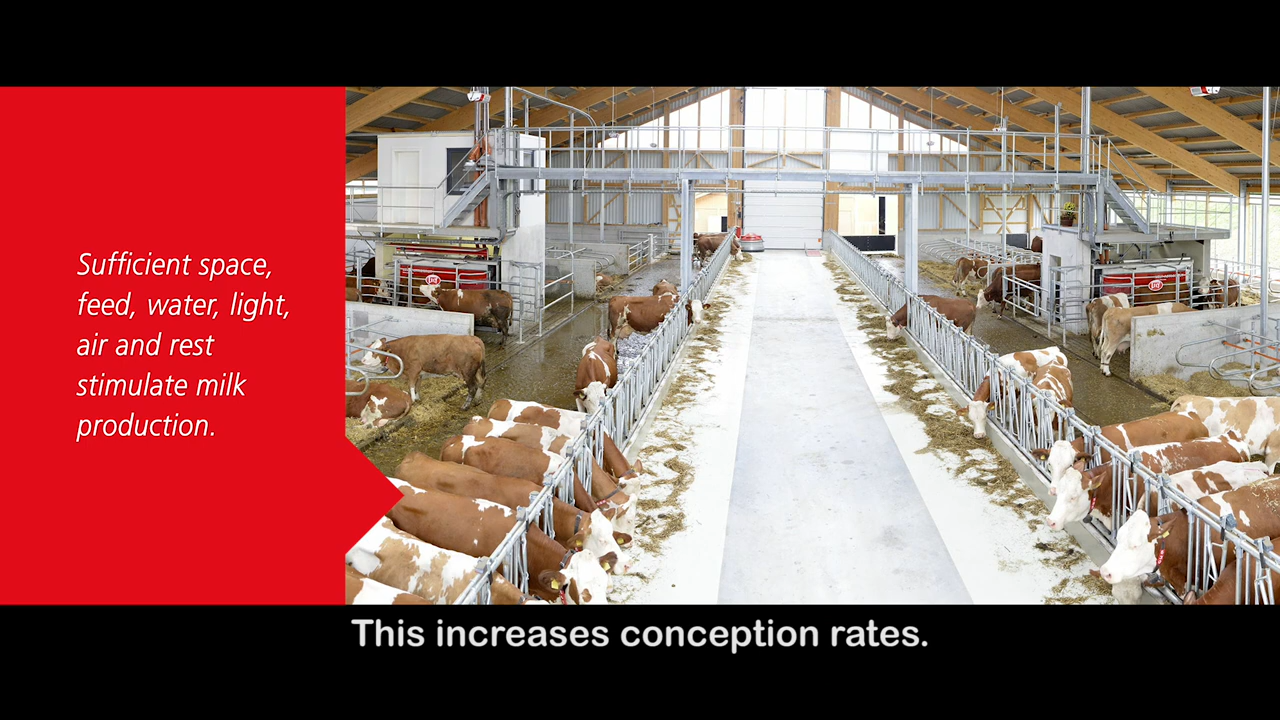 Sufficient space,
feed, water, light,
air and rest
stimulate milk
production.
This increases conception rates.